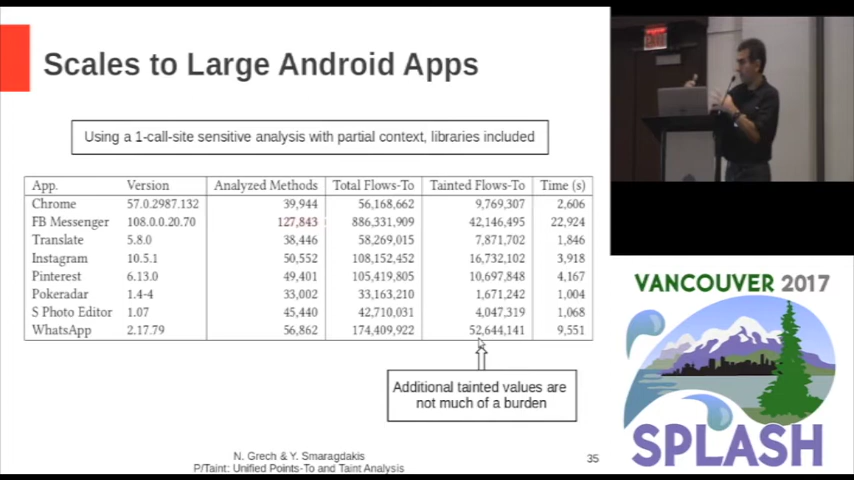 Scales to Large Android Apps
Using a 1-call-site sensitive analysis with partial context, libraries included
App. Version Analyzed Methods Total Flows-To Tainted Flows-To Time (s)
Chrome 57.0.2987.132 39,944 56,168,662 9,769,307 2,606
FB Messenger 108.0.0.20.70 127,843 886,331,909 42,146,495 22,924
Translate 5.8.0 38,446 58,269,015 7,871,702 1,846
Instagram 10.5.1 50,552 108,152,452 16,732,102 3,918
Pinterest 6.13.0 49,401 105,419,805 10,697,848 4,167
Pokeradar 1.4-4 33,002 33,163,210 1,671,242 1,004
S Photo Editor 1.07 45,440 42,710,031 4,047,319 1,068
WhatsApp 2.17.79 56,862 174,409,922 52,644,141 9,551
Additional tainted values are
not much of a burden
N. Grech & Y. Smaragdakis
P/Taint: Unified Points-To and Taint Analysis
35
EXIT
VANCOUVER 2017
SPLASH